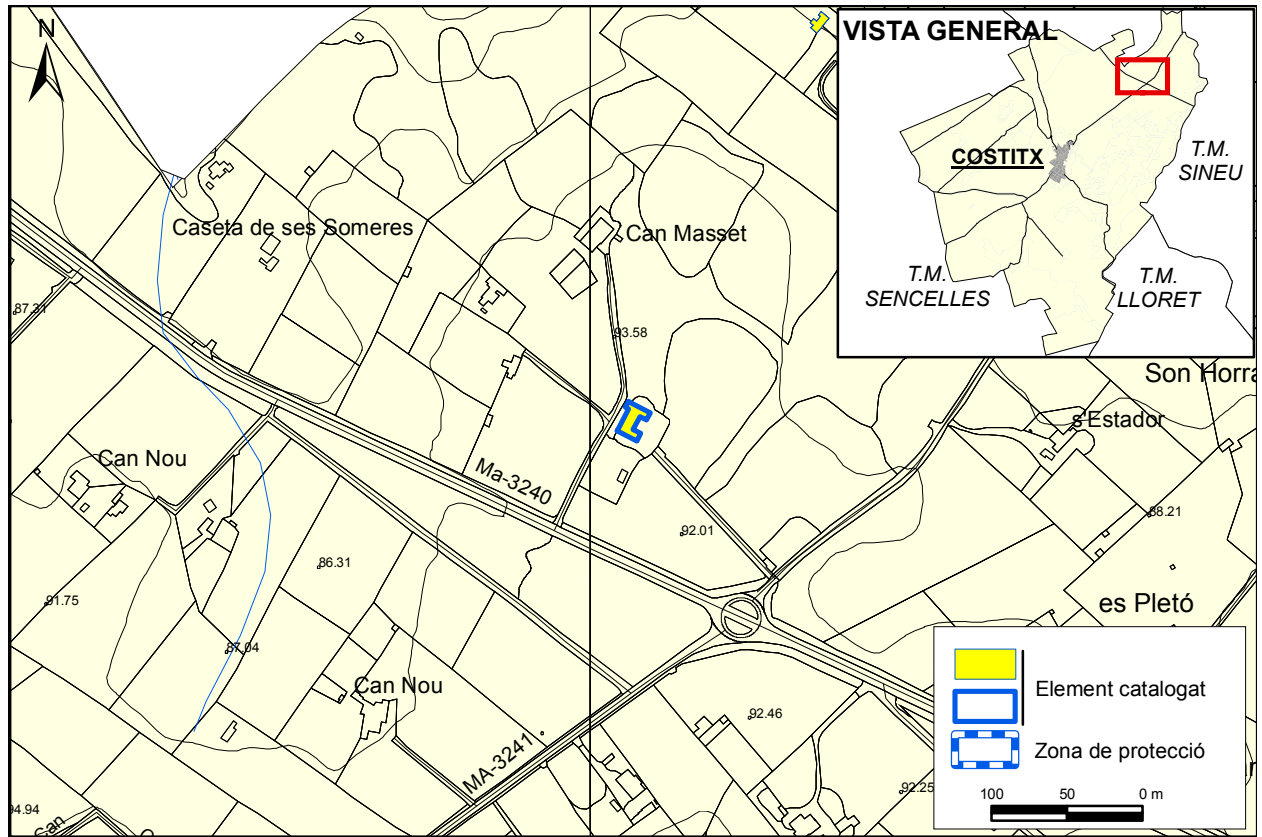 N
VISTA GENERAL
COSTITX
T.M.
SINEU
T.M.
SENCELLES
T.M.
LLORET
Caseta de ses Someres
Can Masset
87.31
93.58
Son Horra
s'Estador
Can Nou
Ma-3240
92.01
88.21
86.31
91.75
es Pletó
87.04
Can Nou
92.46
MA-3241
92.25
94.94
Can
Element catalogat
Zona de protecció
100 50 0 m